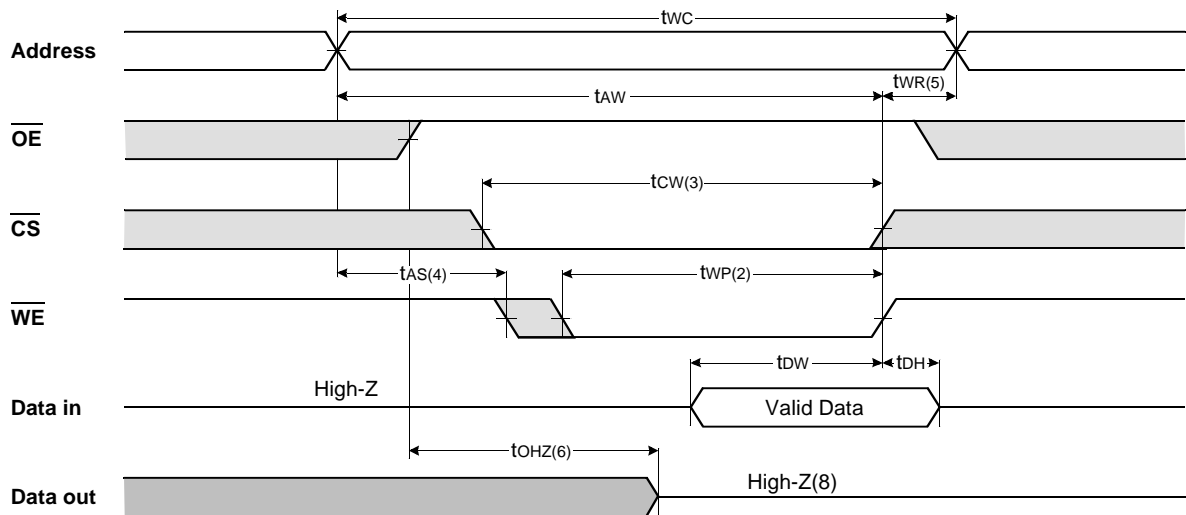 tWC
Address
tAW
tWR(5)
OE
tCW(3)
CS
tAS(4)
tWP(2)
WE
tDW
tDH
High-Z
Data in
Valid Data
tOHZ(6)
High-Z(8)
Data out